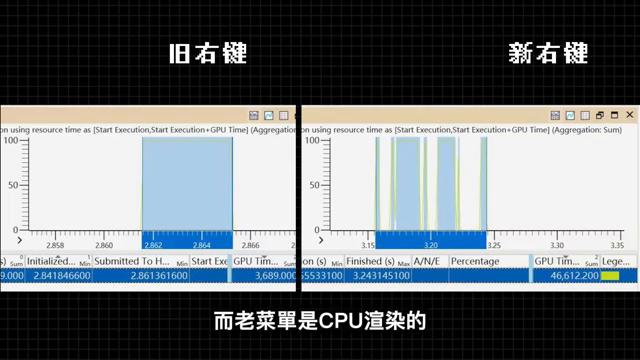 旧右键
新右键
on using resource time as [Start Execution,Start Execution+GPU Time] (Aggregation
on using resource time as [Start Execution,Start Execution+GPU Time] (Aggregation: Sum)
100
50
0
2.858
2.860
2.862
2.864
2.866
100
50
0
3.15
3.20
3.25
3.30
3.35
(s) Sum
Initialized... Min
Submitted To H... Min
Start Exe
GPU Tim... Sum
9.000
2.841846600
2.861361600
3,689.000
on (s) Min
Finished (s) Max
A/N/E
Percentage
GPU Tim... Sum
Lege...
55533100
3.243145100
46,612.200
而老菜單是CPU渲染的